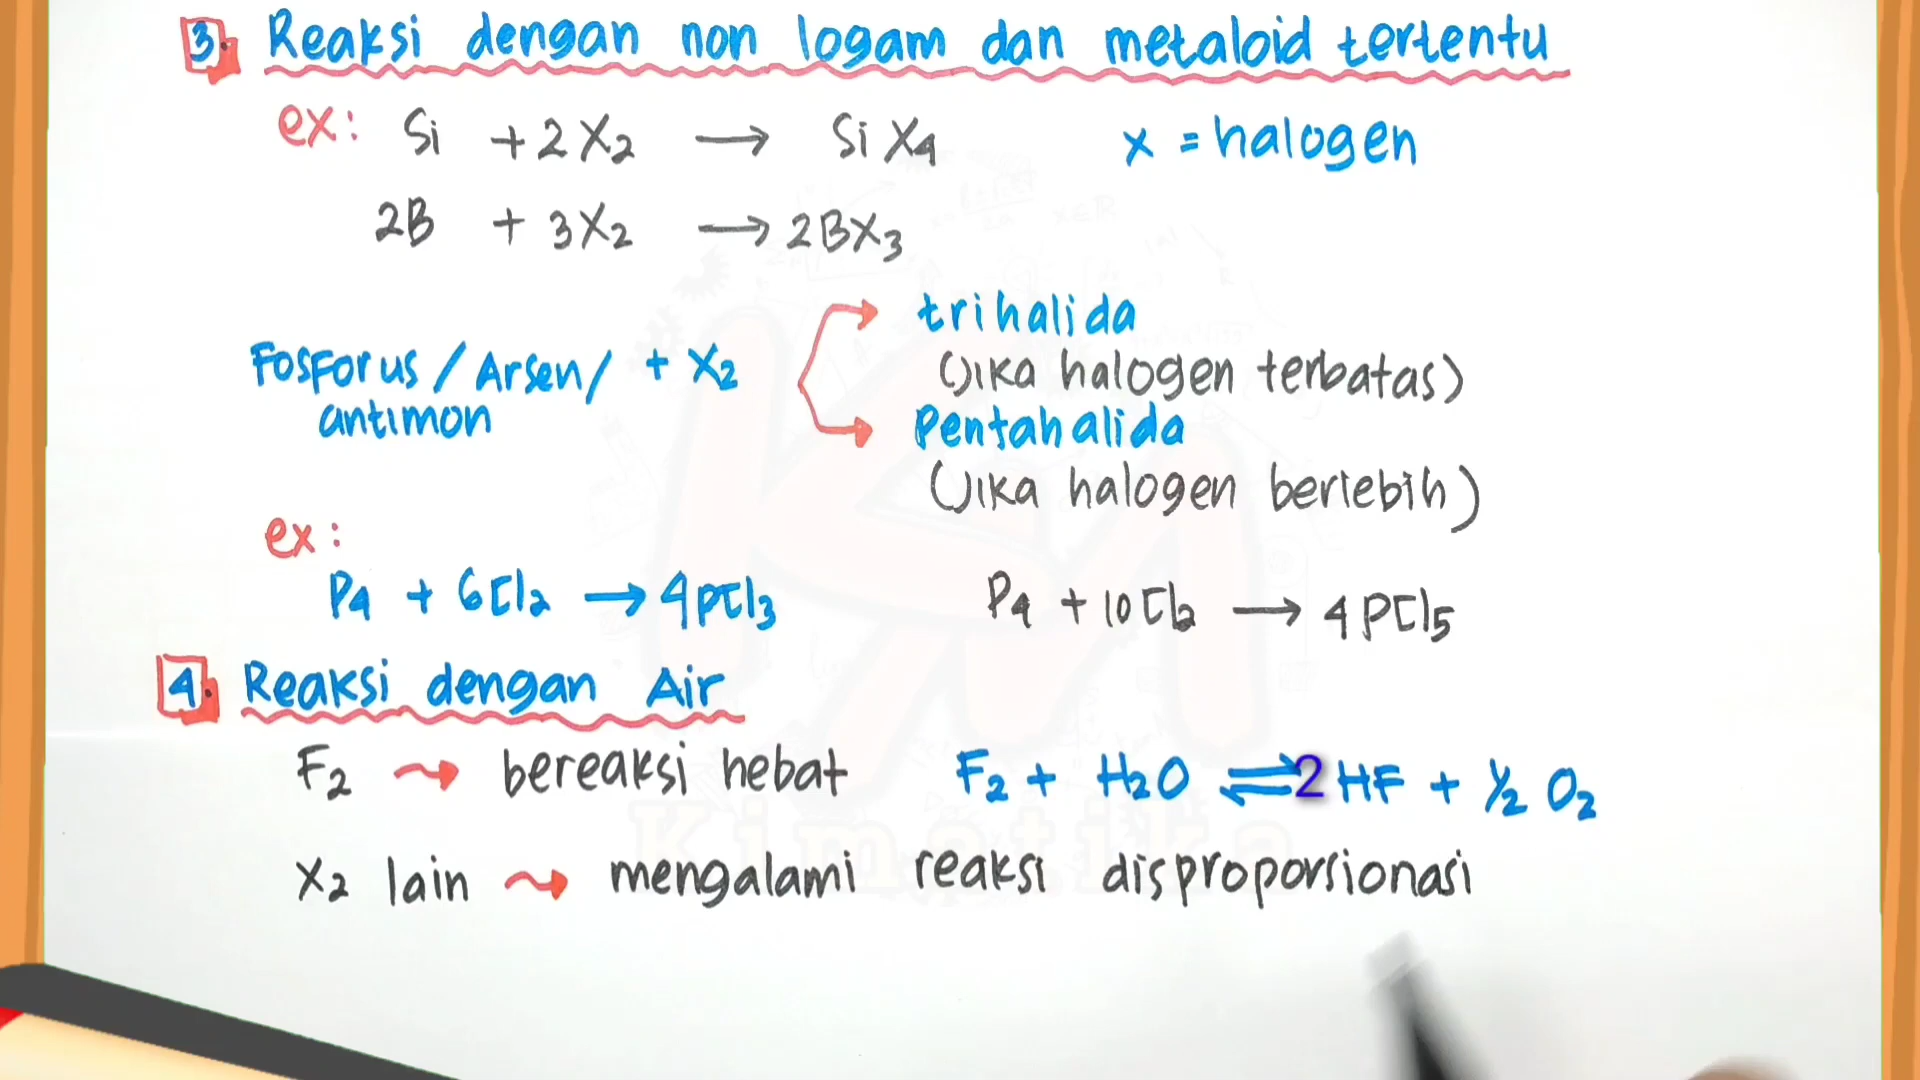 3. Reaksi dengan non logam dan metaloid tertentu
ex: Si + 2X2 → SiX4 x = halogen
2B + 3X2 → 2BX3
Fosforus / Arsen / antimon + X2
trihalida
(Jika halogen terbatas)
Pentahalida
(Jika halogen berlebih)
ex:
P4 + 6Cl2 → 4PCl3 P4 + 10Cl2 → 4PCl5
4. Reaksi dengan Air
F2 → bereaksi hebat F2 + H2O ⇌ 2HF + 1/2 O2
X2 lain → mengalami reaksi disproporsionasi
Kimatika